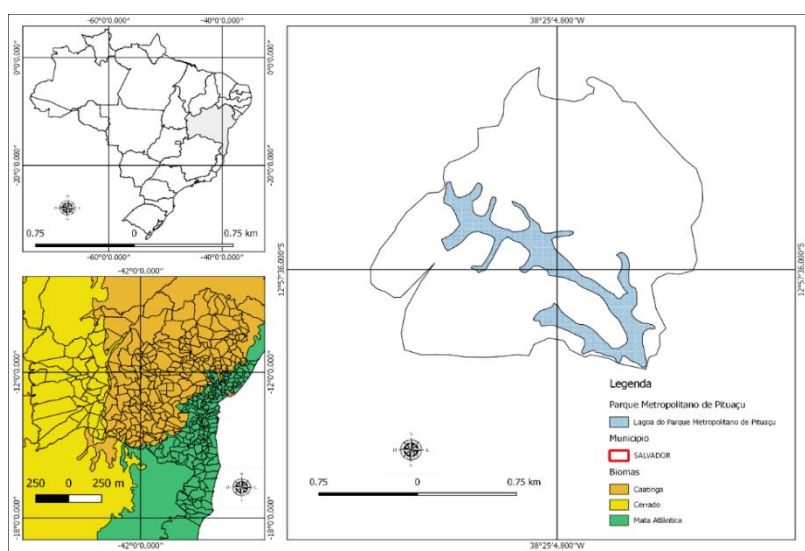 -60°0'0.000" -40°0'0.000"
0°0'0.000" 0°0'0.000"
-20°0'0.000" -20°0'0.000"
0.75 0 0.75 km
-60°0'0.000" -40°0'0.000"
-42°0'0.000"
-12°0'0.000" -12°0'0.000"
250 0 250 m
-18°0'0.000" -18°0'0.000"
-42°0'0.000"
38°25'4.800"W
12°57'36.000"S 12°57'36.000"S
Legenda
Parque Metropolitano de Pituaçu
Lagoa do Parque Metropolitano de Pituaçu
Município
SALVADOR
Biomas
Caatinga
Cerrado
Mata Atlântica
0.75 0 0.75 km
38°25'4.800"W